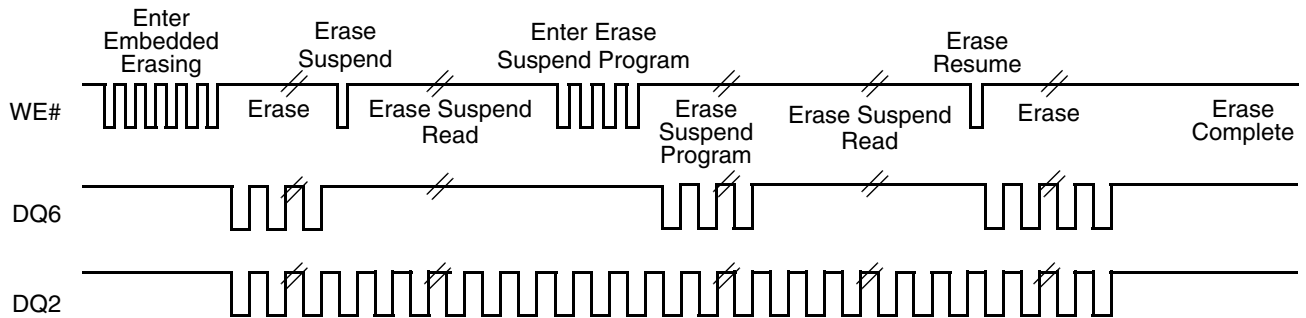 Enter
Embedded
Erasing
Erase
Suspend
Enter Erase
Suspend Program
Erase
Resume
WE#
Erase
Erase Suspend
Read
Erase
Suspend
Program
Erase Suspend
Read
Erase
Erase
Complete
DQ6
DQ2